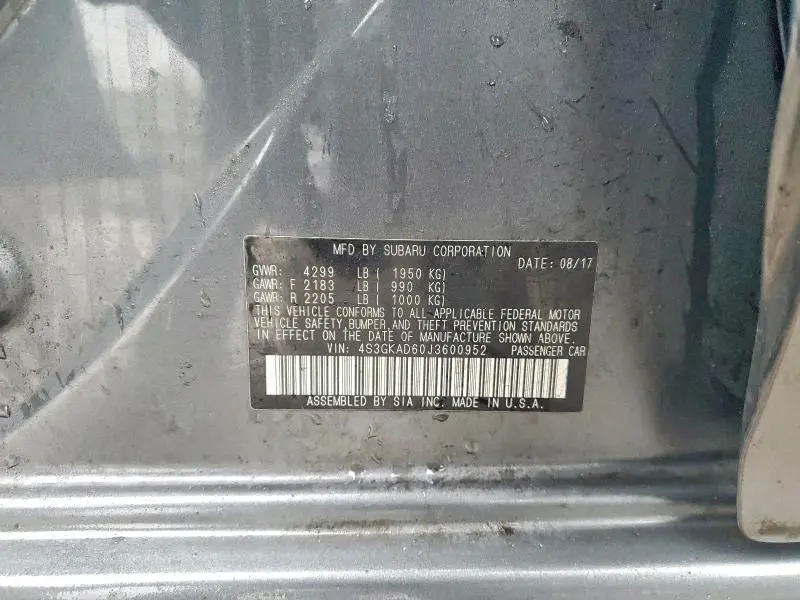 MFD BY SUBARU CORPORATION
DATE: 08/17
GVWR: 4299 LB ( 1950 KG)
GAWR: F 2183 LB ( 990 KG)
GAWR: R 2205 LB ( 1000 KG)
THIS VEHICLE CONFORMS TO ALL APPLICABLE FEDERAL MOTOR
VEHICLE SAFETY, BUMPER, AND THEFT PREVENTION STANDARDS
IN EFFECT ON THE DATE OF MANUFACTURE SHOWN ABOVE.
VIN: 4S3GKAD60J3600952 PASSENGER CAR
ASSEMBLED BY SIA INC. MADE IN U.S.A.